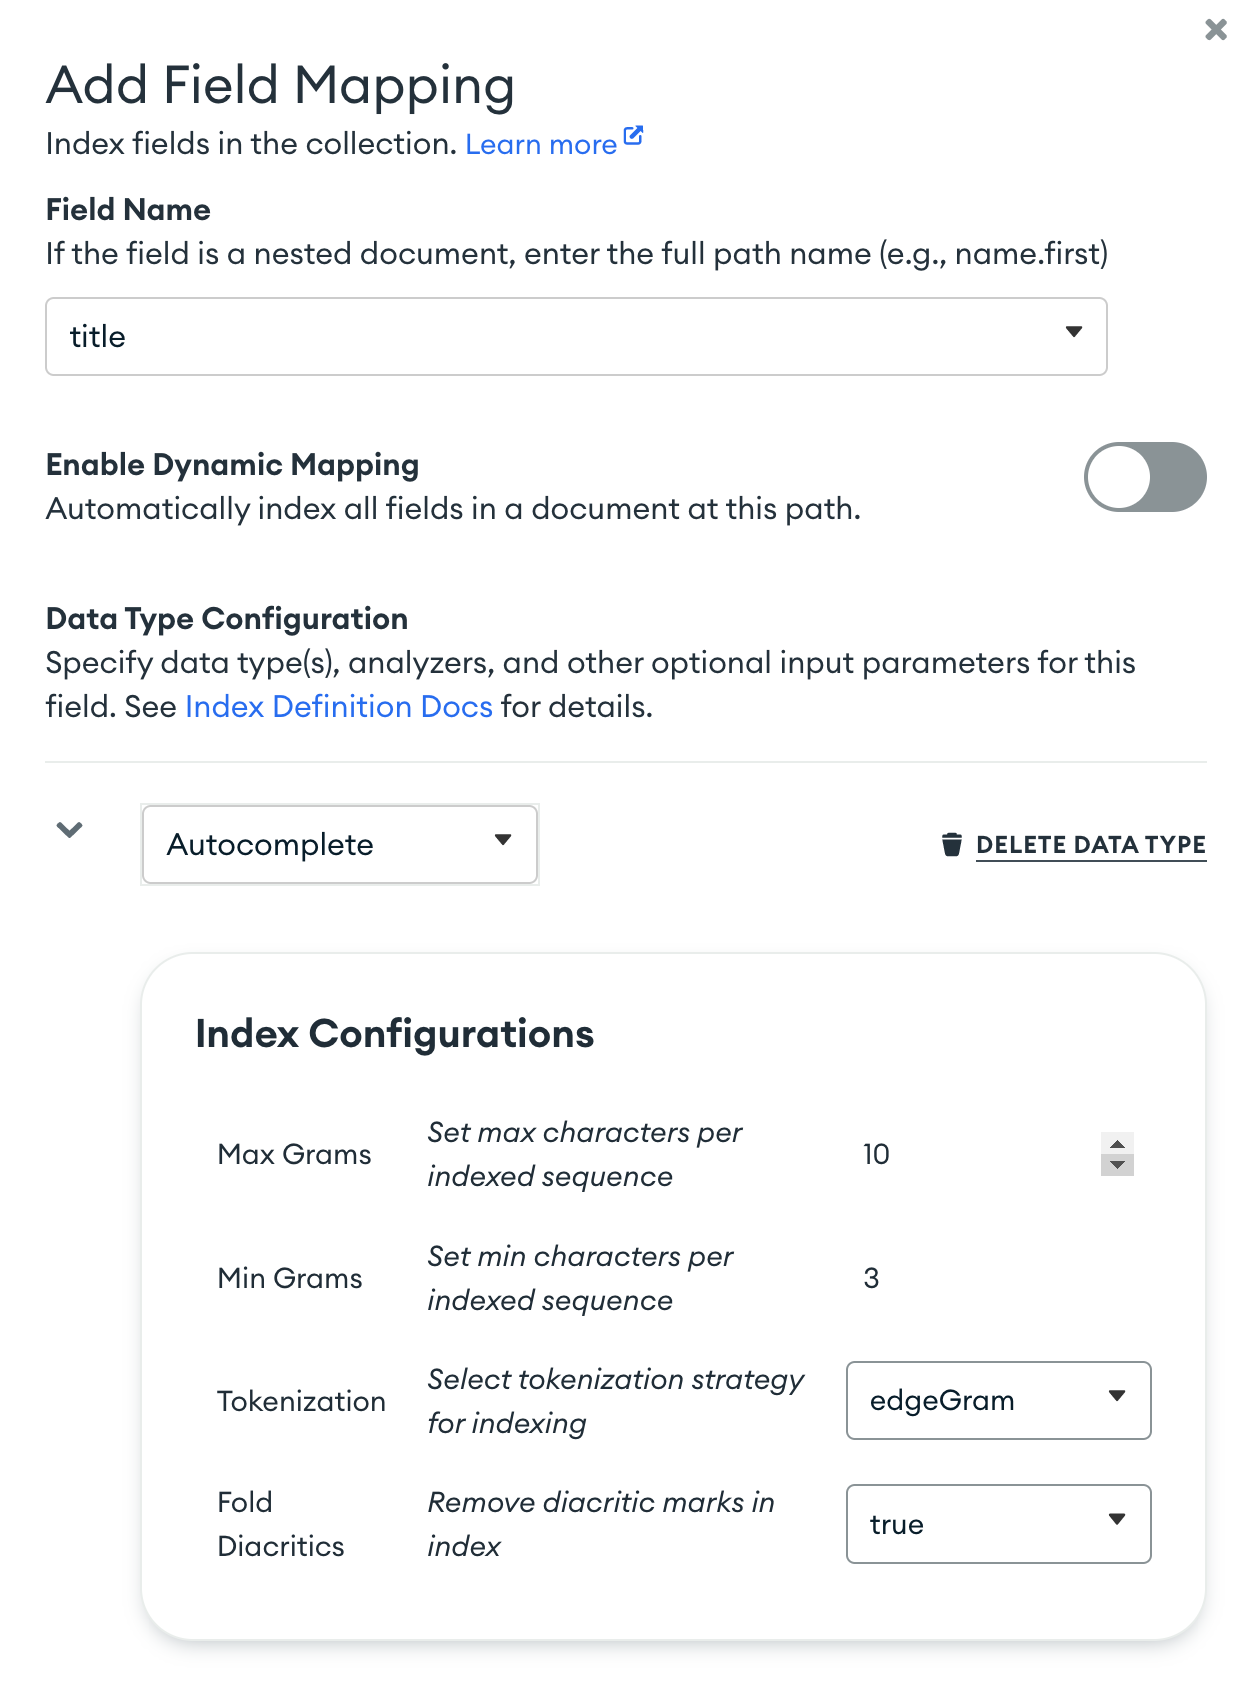 Add Field Mapping
Index fields in the collection. Learn more
Field Name
If the field is a nested document, enter the full path name (e.g., name.first)
title
Enable Dynamic Mapping
Automatically index all fields in a document at this path.
Data Type Configuration
Specify data type(s), analyzers, and other optional input parameters for this
field. See Index Definition Docs for details.
Autocomplete
DELETE DATA TYPE
Index Configurations
Max Grams
Set max characters per
indexed sequence
10
Min Grams
Set min characters per
indexed sequence
3
Tokenization
Select tokenization strategy
for indexing
edgeGram
Fold
Diacritics
Remove diacritic marks in
index
true